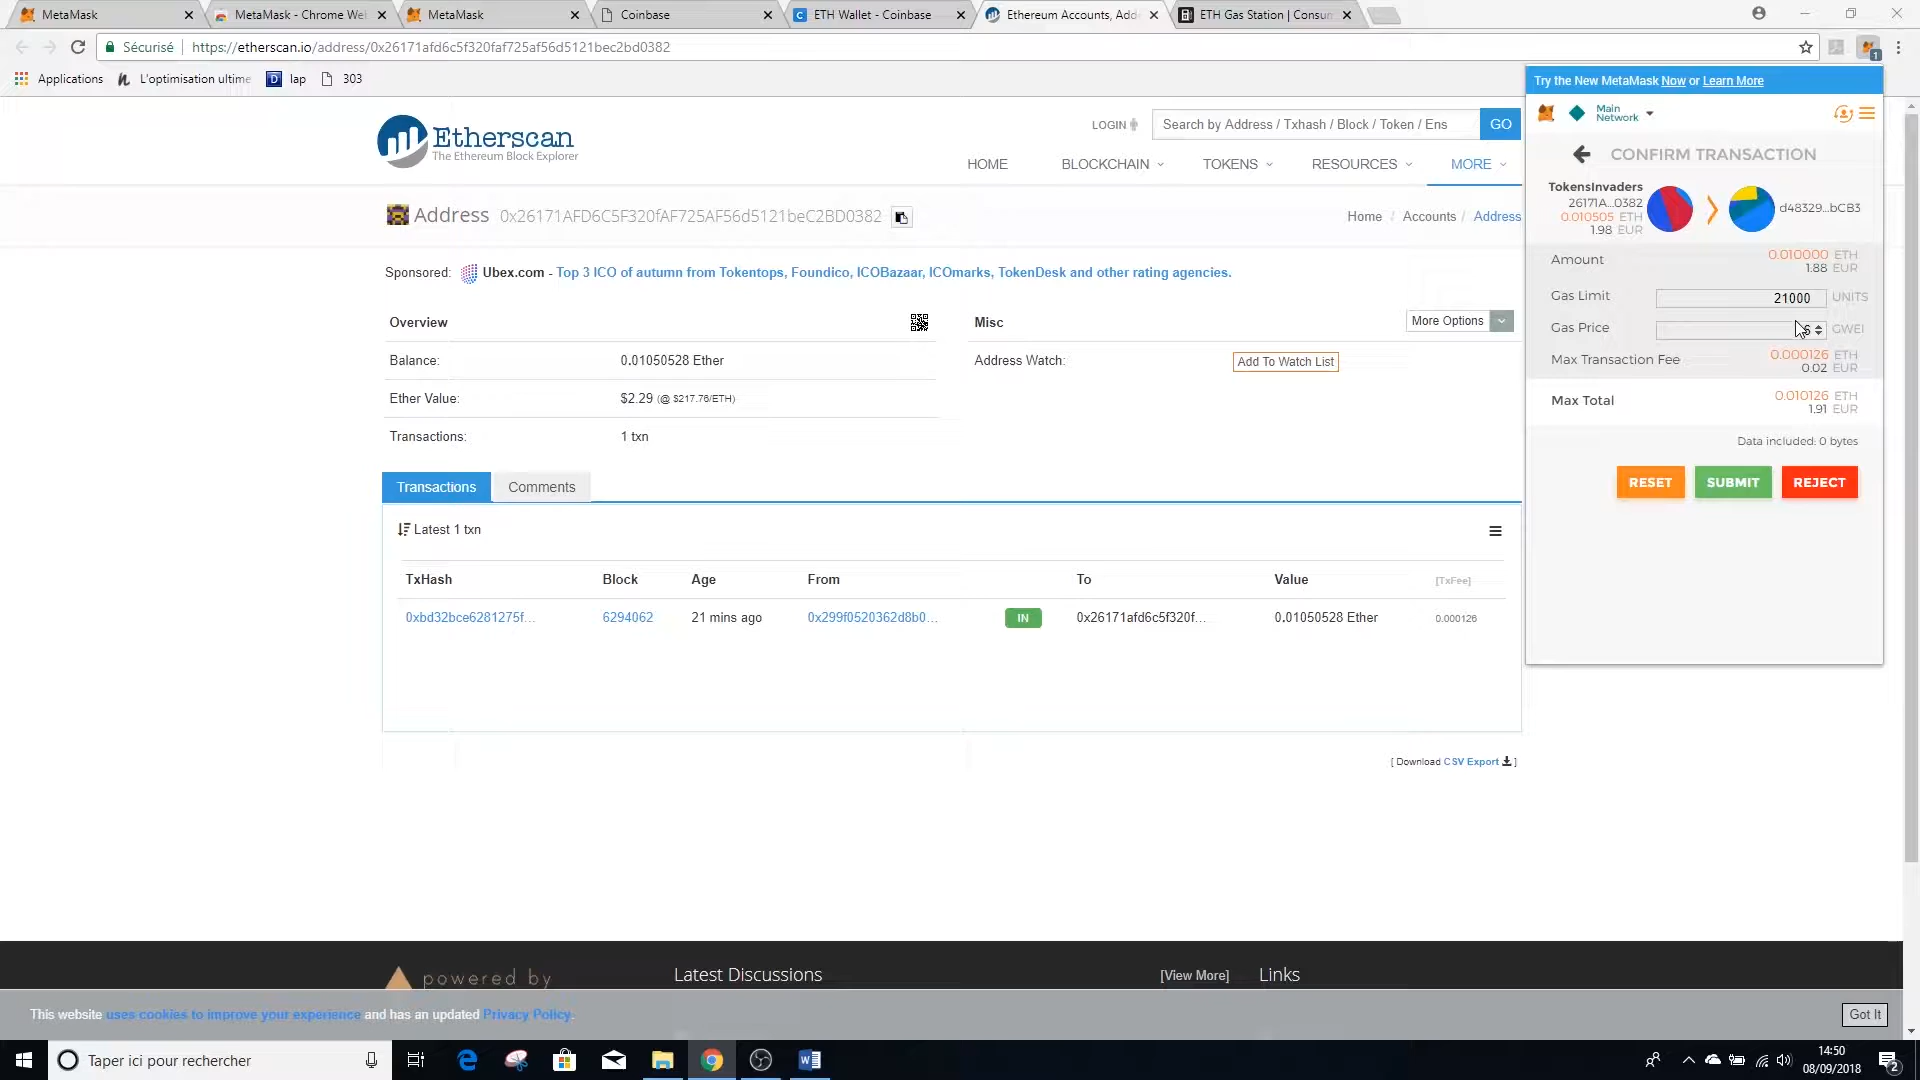 MetaMask
MetaMask - Chrome We
MetaMask
Coinbase
ETH Wallet - Coinbase
Ethereum Accounts, Add
ETH Gas Station | Consun
Sécurisé
https://etherscan.io/address/0x26171afd6c5f320faf725af56d5121bec2bd0382
1
Applications
L'optimisation ultime
lap
303
Try the New MetaMask Now or Learn More
Main Network
Etherscan
The Ethereum Block Explorer
LOGIN
Search by Address / Txhash / Block / Token / Ens
GO
HOME
BLOCKCHAIN
TOKENS
RESOURCES
MORE
CONFIRM TRANSACTION
TokensInvaders
26171A...0382
0.010505 ETH
1.98 EUR
d48329...bCB3
Address 0x26171AFD6C5F320fAF725AF56d5121beC2BD0382
Home / Accounts / Address
Amount
0.010000 ETH
1.88 EUR
Gas Limit
21000
UNITS
Gas Price
6
GWEI
Max Transaction Fee
0.000126 ETH
0.02 EUR
Max Total
0.010126 ETH
1.91 EUR
Data included: 0 bytes
RESET
SUBMIT
REJECT
Sponsored: Ubex.com - Top 3 ICO of autumn from Tokentops, Foundico, ICOBazaar, ICOmarks, TokenDesk and other rating agencies.
Overview
Misc
More Options
Balance:
0.01050528 Ether
Address Watch:
Add To Watch List
Ether Value:
$2.29 (@ $217.76/ETH)
Transactions:
1 txn
Transactions
Comments
Latest 1 txn
TxHash
Block
Age
From
To
Value
[TxFee]
0xbd32bce6281275f...
6294062
21 mins ago
0x299f0520362d8b0...
IN
0x26171afd6c5f320f...
0.01050528 Ether
0.000126
[ Download CSV Export ]
powered by
Latest Discussions
[View More]
Links
This website uses cookies to improve your experience and has an updated Privacy Policy.
Got It
Taper ici pour rechercher
14:50
08/09/2018
2